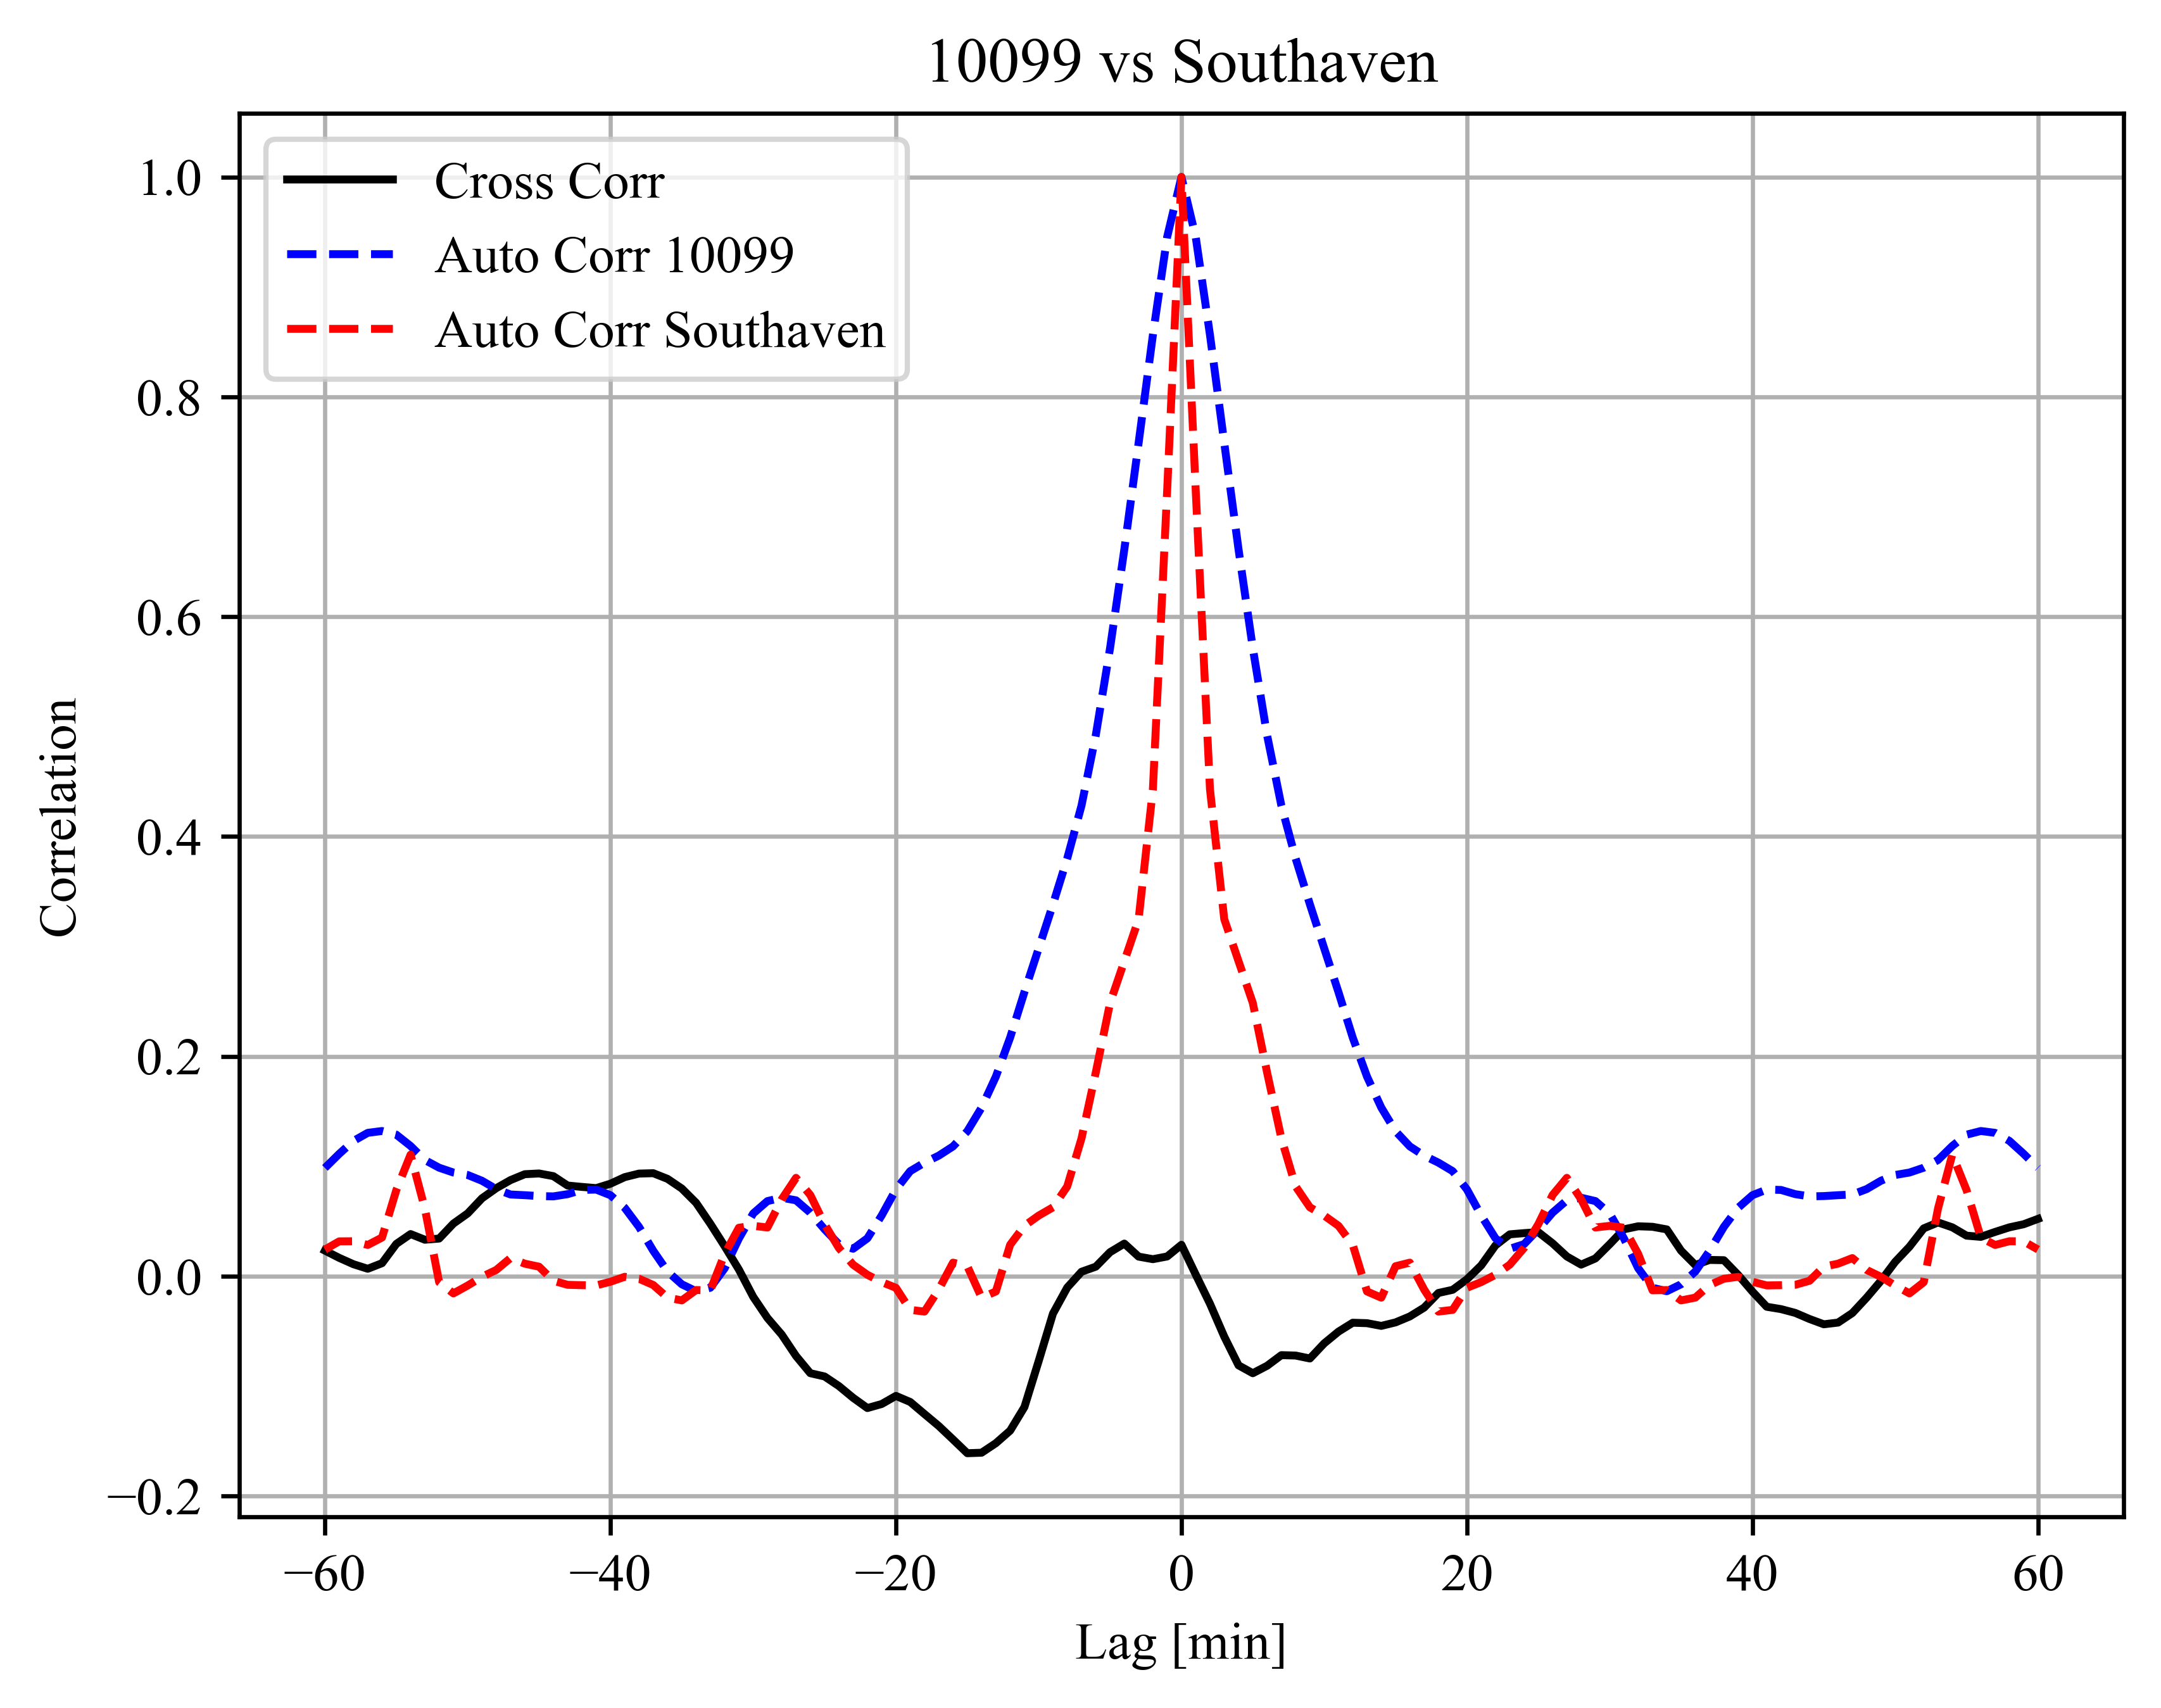 10099 vs Southaven
Cross Corr
Auto Corr 10099
Auto Corr Southaven
1.0
0.8
0.6
0.4
0.2
0.0
−0.2
Correlation
−60 −40 −20 0 20 40 60
Lag [min]